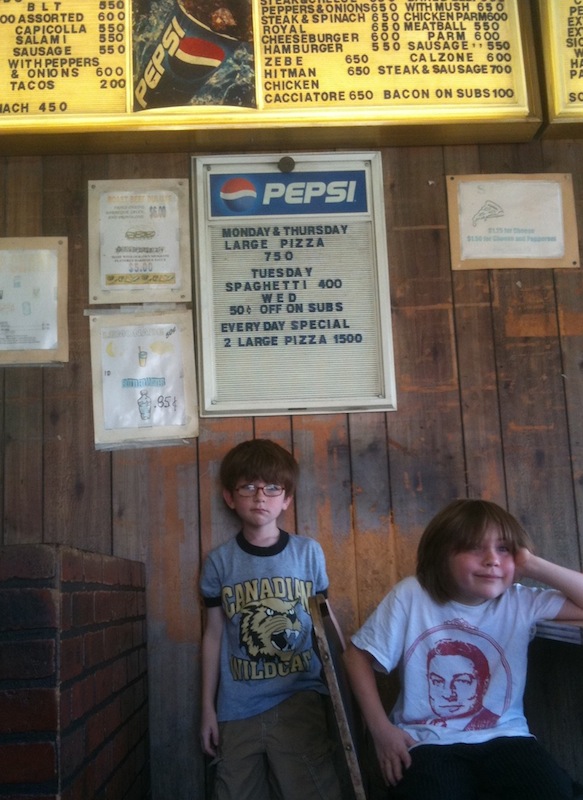 BLT 550
00 ASSORTED 600
CAPICOLLA 550
SALAMI 550
SAUSAGE 550
WITH PEPPERS
& ONIONS 600
TACOS 200
ACH 450
PEPSI
PEPPERS & ONIONS 650
STEAK & SPINACH 650
ROYAL 650
CHEESEBURGER 600
HAMBURGER 550
ZEBE 650
HITMAN 650
CHICKEN
CACCIATORE 650
WITH MUSH 650
CHICKEN PARM 600
MEATBALL 550
PARM 600
SAUSAGE 550
CALZONE 600
STEAK & SAUSAGE 700
BACON ON SUBS 100
PEPSI
MONDAY & THURSDAY
LARGE PIZZA
750
TUESDAY
SPAGHETTI 400
WED
50¢ OFF ON SUBS
EVERY DAY SPECIAL
2 LARGE PIZZA 1500
.85¢
CANADIAN
WILDCATS